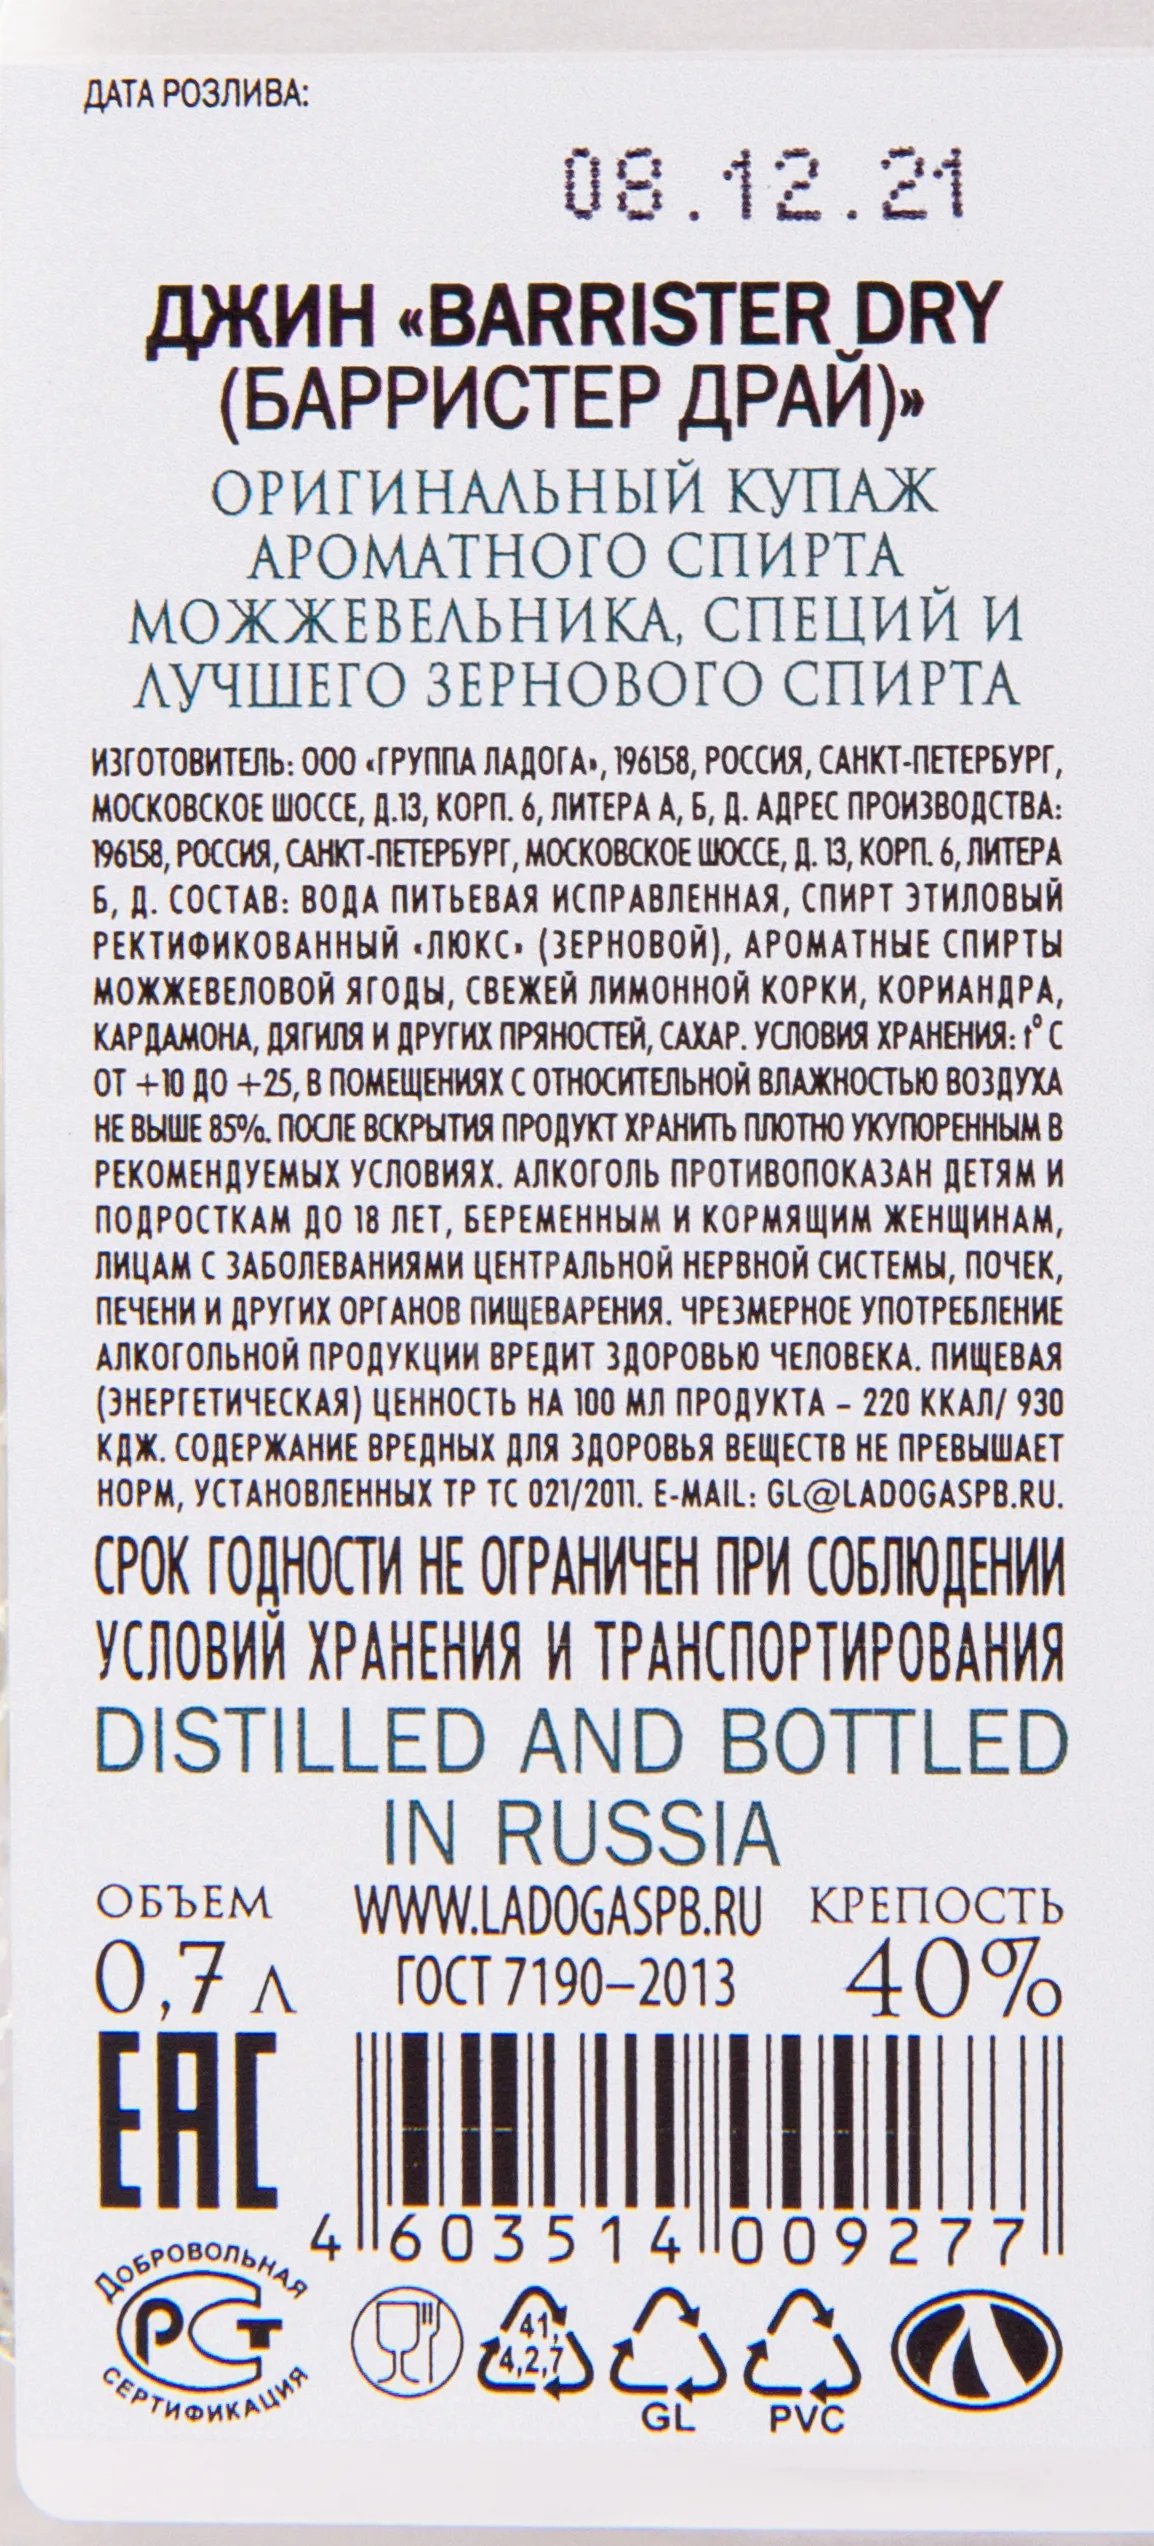 ДАТА РОЗЛИВА:
08.12.21
ДЖИН «BARRISTER DRY
(БАРРИСТЕР ДРАЙ)»
ОРИГИНАЛЬНЫЙ КУПАЖ
АРОМАТНОГО СПИРТА
МОЖЖЕВЕЛЬНИКА, СПЕЦИЙ И
ЛУЧШЕГО ЗЕРНОВОГО СПИРТА
ИЗГОТОВИТЕЛЬ: ООО «ГРУППА ЛАДОГА», 196158, РОССИЯ, САНКТ-ПЕТЕРБУРГ,
МОСКОВСКОЕ ШОССЕ, Д.13, КОРП. 6, ЛИТЕРА А, Б, Д. АДРЕС ПРОИЗВОДСТВА:
196158, РОССИЯ, САНКТ-ПЕТЕРБУРГ, МОСКОВСКОЕ ШОССЕ, Д. 13, КОРП. 6, ЛИТЕРА
Б, Д. СОСТАВ: ВОДА ПИТЬЕВАЯ ИСПРАВЛЕННАЯ, СПИРТ ЭТИЛОВЫЙ
РЕКТИФИКОВАННЫЙ «ЛЮКС» (ЗЕРНОВОЙ), АРОМАТНЫЕ СПИРТЫ
МОЖЖЕВЕЛОВОЙ ЯГОДЫ, СВЕЖЕЙ ЛИМОННОЙ КОРКИ, КОРИАНДРА,
КАРДАМОНА, ДЯГИЛЯ И ДРУГИХ ПРЯНОСТЕЙ, САХАР. УСЛОВИЯ ХРАНЕНИЯ: t° C
ОТ +10 ДО +25, В ПОМЕЩЕНИЯХ С ОТНОСИТЕЛЬНОЙ ВЛАЖНОСТЬЮ ВОЗДУХА
НЕ ВЫШЕ 85%. ПОСЛЕ ВСКРЫТИЯ ПРОДУКТ ХРАНИТЬ ПЛОТНО УКУПОРЕННЫМ В
РЕКОМЕНДУЕМЫХ УСЛОВИЯХ. АЛКОГОЛЬ ПРОТИВОПОКАЗАН ДЕТЯМ И
ПОДРОСТКАМ ДО 18 ЛЕТ, БЕРЕМЕННЫМ И КОРМЯЩИМ ЖЕНЩИНАМ,
ЛИЦАМ С ЗАБОЛЕВАНИЯМИ ЦЕНТРАЛЬНОЙ НЕРВНОЙ СИСТЕМЫ, ПОЧЕК,
ПЕЧЕНИ И ДРУГИХ ОРГАНОВ ПИЩЕВАРЕНИЯ. ЧРЕЗМЕРНОЕ УПОТРЕБЛЕНИЕ
АЛКОГОЛЬНОЙ ПРОДУКЦИИ ВРЕДИТ ЗДОРОВЬЮ ЧЕЛОВЕКА. ПИЩЕВАЯ
(ЭНЕРГЕТИЧЕСКАЯ) ЦЕННОСТЬ НА 100 МЛ ПРОДУКТА – 220 ККАЛ/ 930
КДЖ. СОДЕРЖАНИЕ ВРЕДНЫХ ДЛЯ ЗДОРОВЬЯ ВЕЩЕСТВ НЕ ПРЕВЫШАЕТ
НОРМ, УСТАНОВЛЕННЫХ ТР ТС 021/2011. E-MAIL: GL@LADOGASPB.RU.
СРОК ГОДНОСТИ НЕ ОГРАНИЧЕН ПРИ СОБЛЮДЕНИИ
УСЛОВИЙ ХРАНЕНИЯ И ТРАНСПОРТИРОВАНИЯ
DISTILLED AND BOTTLED
IN RUSSIA
ОБЪЕМ WWW.LADOGASPB.RU КРЕПОСТЬ
0,7 Л ГОСТ 7190–2013 40%
EAC
4 603514 009277
ДОБРОВОЛЬНАЯ
РСТ
СЕРТИФИКАЦИЯ
41,
4,2,7
GL PVC